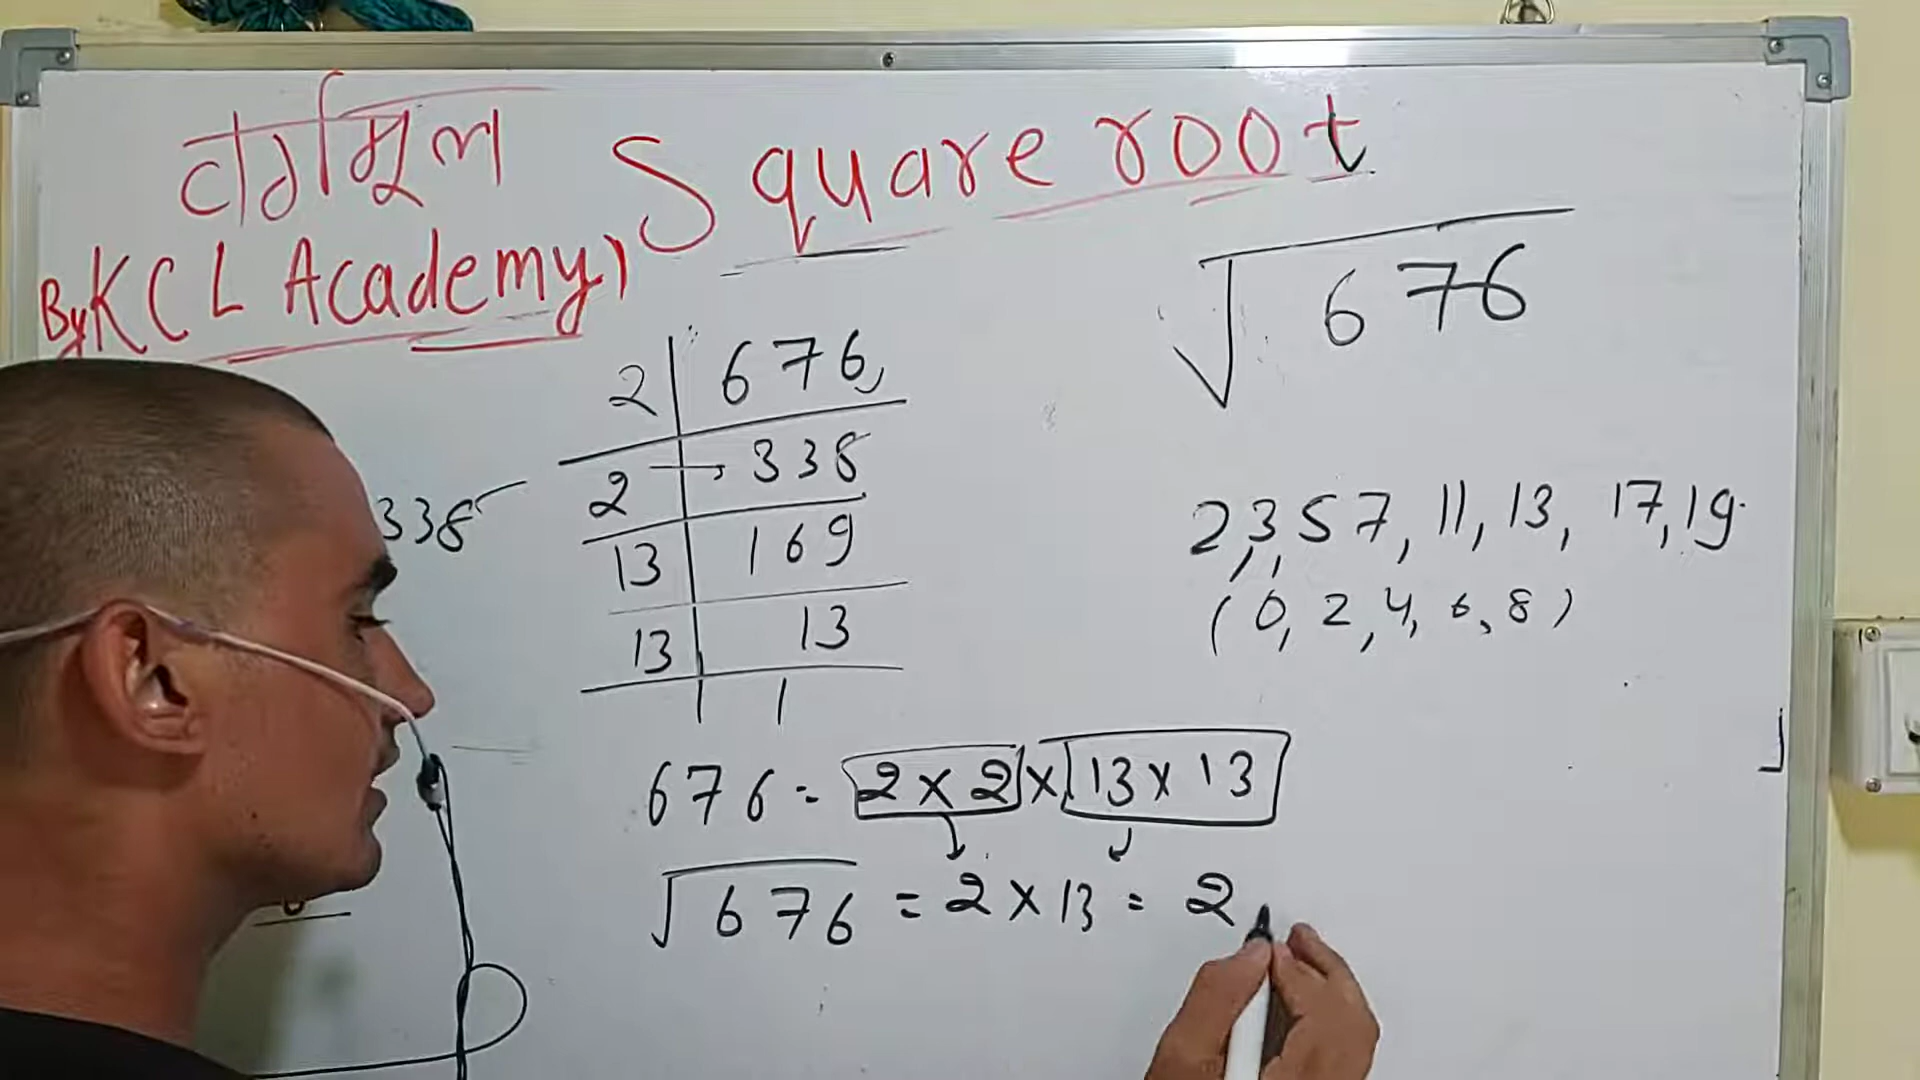 वर्गमूल Square root
By KCL Academy)
√676
2 | 676
2 → 338
338
13 | 169
13 | 13
1
2, 3, 5 7, 11, 13, 17, 19.
(0, 2, 4, 6, 8)
676 = 2 × 2 × 13 × 13
√676 = 2 × 13 = 2